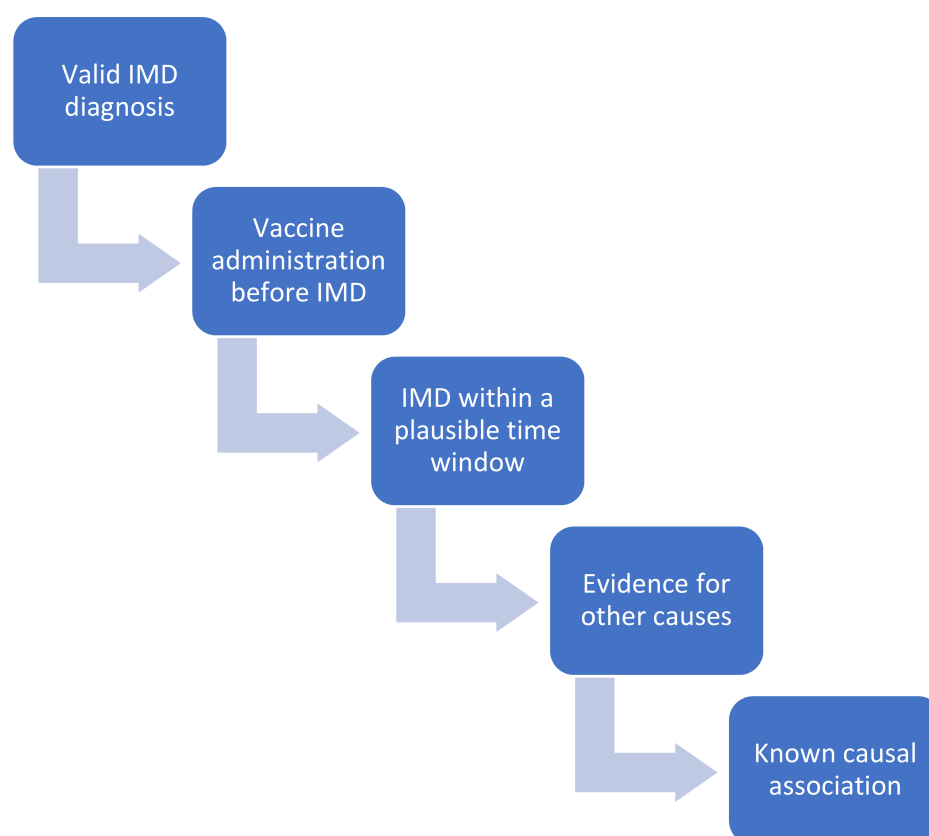 Valid IMD
diagnosis
Vaccine
administration
before IMD
IMD within a
plausible time
window
Evidence for
other causes
Known causal
association